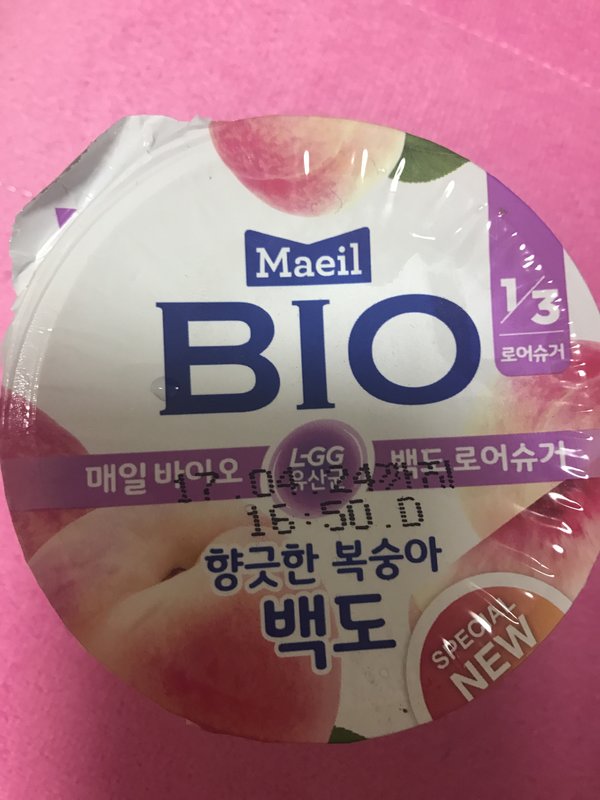 Maeil
BIO
1/3
로어슈거
매일 바이오 L-GG 유산균 백도 로어슈거
17.04.24까지
16:50.D
향긋한 복숭아
백도
SPECIAL
NEW